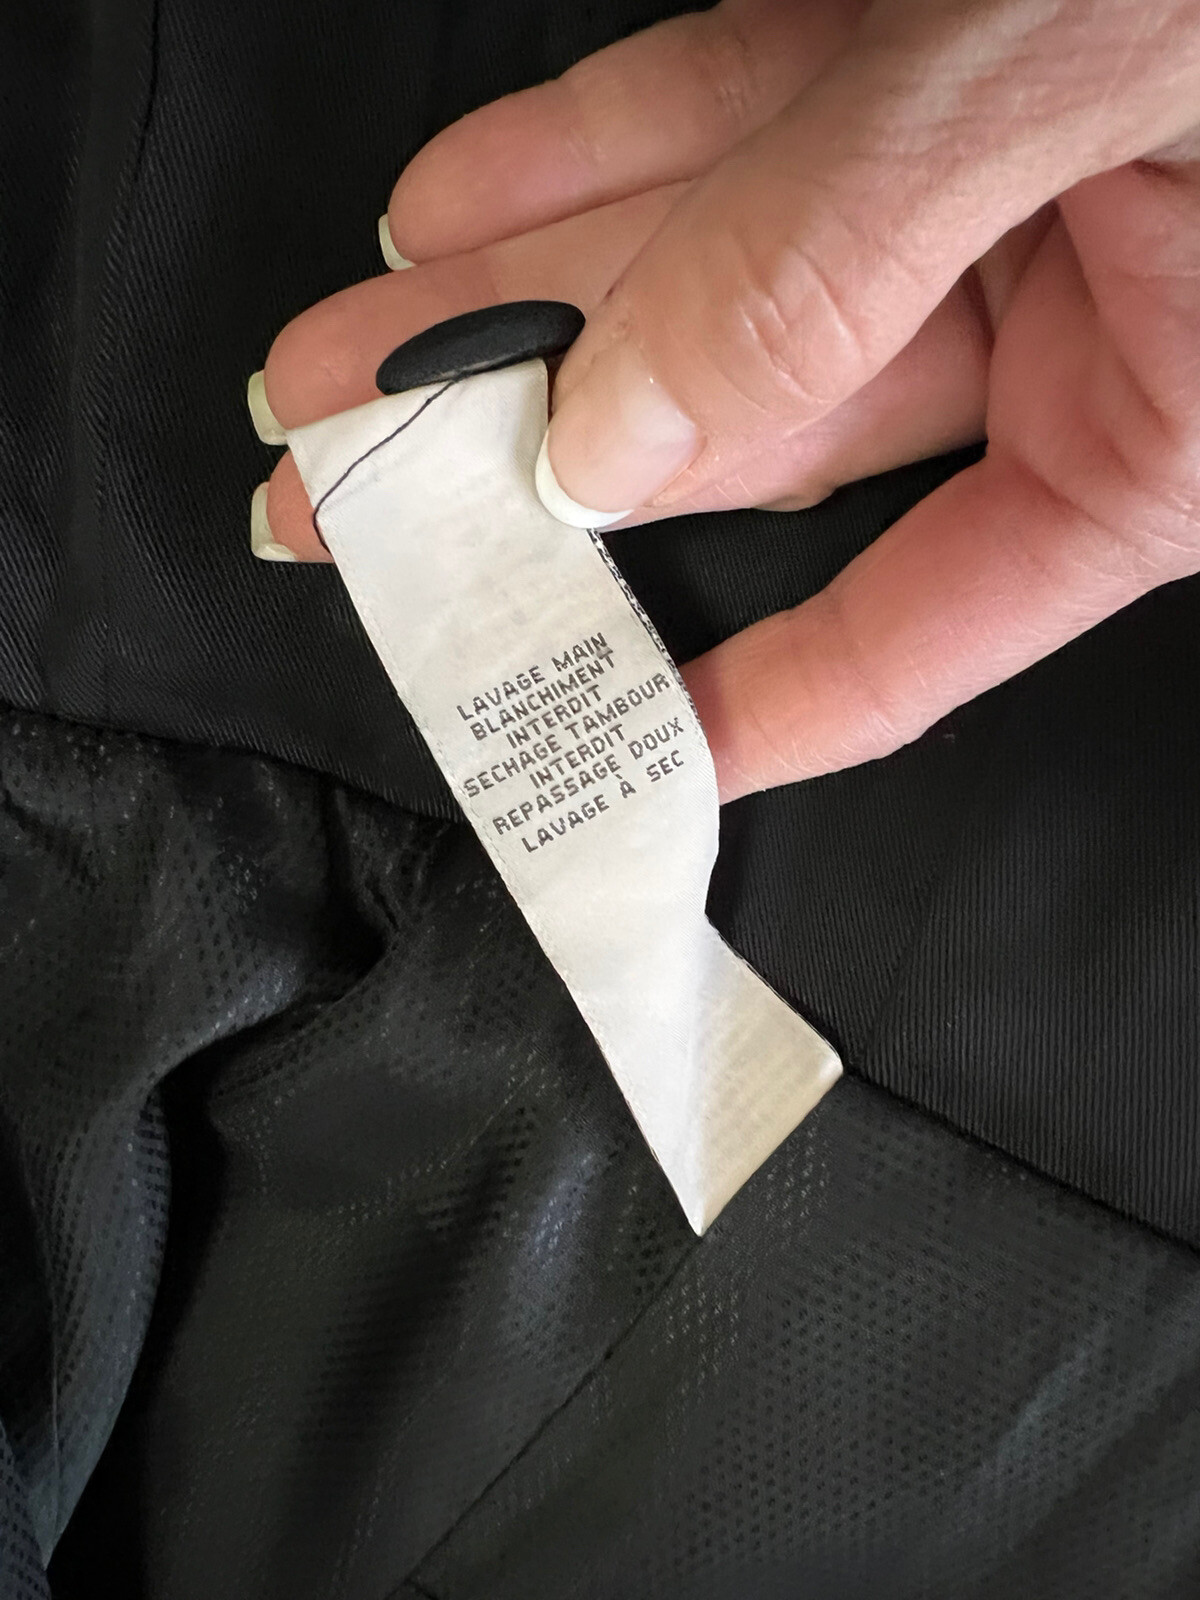 LAVAGE MAIN
BLANCHIMENT
INTERDIT
SECHAGE TAMBOUR
INTERDIT
REPASSAGE DOUX
LAVAGE À SEC